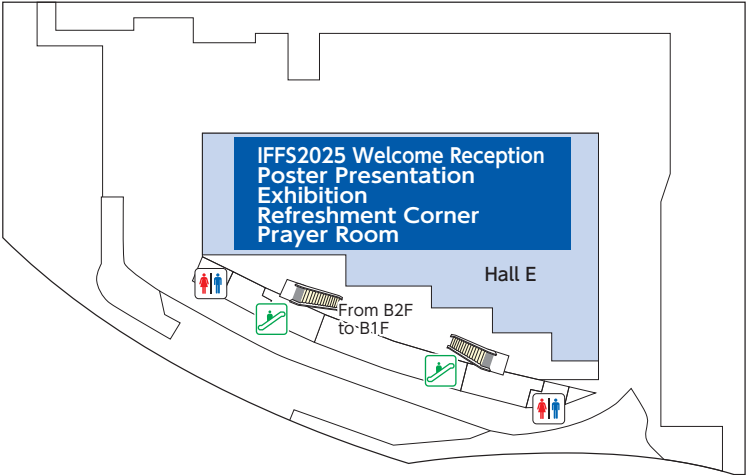 IFFS2025 Welcome Reception
Poster Presentation
Exhibition
Refreshment Corner
Prayer Room
Hall E
From B2F
to B1F